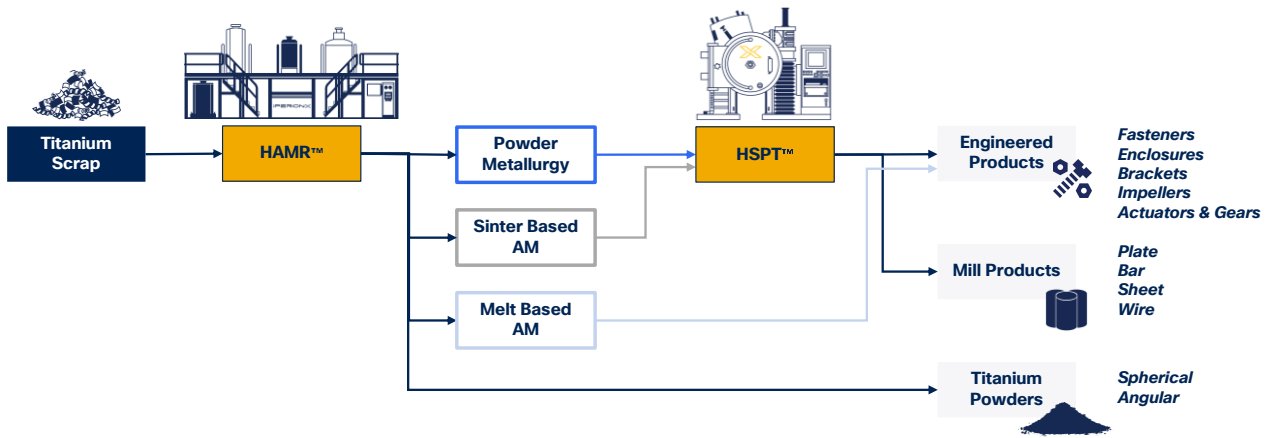 IPERIONX
Titanium
Scrap
HAMR™
Powder
Metallurgy
HSPT™
Engineered
Products
Fasteners
Enclosures
Brackets
Impellers
Actuators & Gears
Sinter Based
AM
Mill Products
Plate
Bar
Sheet
Wire
Melt Based
AM
Titanium
Powders
Spherical
Angular